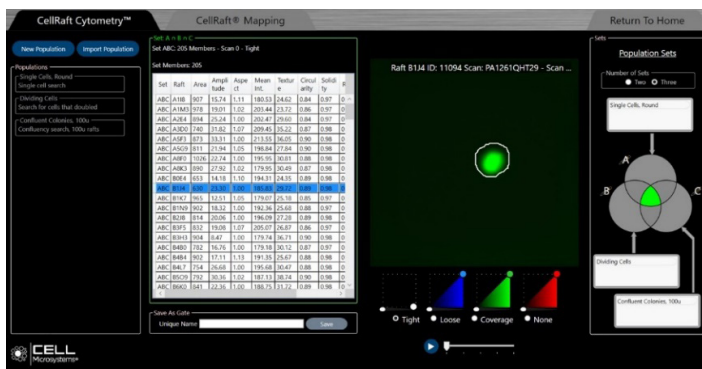 CellRaft Cytometry™
CellRaft® Mapping
Return To Home
New Population
Import Population
Populations
Single Cells, Round
Single cell search
Dividing Cells
Search for cells that doubled
Confluent Colonies, 100u
Confluency search, 100u rafts
Set A ∩ B ∩ C
Set ABC: 205 Members - Scan 0 - Tight
Set Members: 205
Set Raft Area Ampli tude Aspe ct Mean Int. Textur e Circul arity Solidi ty
ABC A1I6 907 15.74 1.11 180.53 24.62 0.84 0.97
ABC A1M3 978 19.01 1.02 203.44 23.72 0.86 0.97
ABC A2E4 894 25.24 1.00 202.47 29.60 0.84 0.97
ABC A3D0 740 31.82 1.07 209.45 35.22 0.87 0.98
ABC A5F3 873 33.31 1.00 213.55 36.05 0.90 0.98
ABC A5G9 811 21.94 1.05 198.84 27.84 0.90 0.98
ABC A8F0 1026 22.74 1.00 195.95 30.01 0.88 0.98
ABC A9C3 890 27.92 1.02 179.95 30.49 0.87 0.98
ABC B0E4 653 14.18 1.10 194.31 24.35 0.89 0.98
ABC B1J4 630 23.30 1.00 185.83 29.72 0.89 0.98
ABC B1K7 965 12.51 1.05 179.07 25.18 0.85 0.97
ABC B1N9 902 18.32 1.00 192.36 25.68 0.88 0.97
ABC B2J8 814 20.06 1.00 196.09 27.28 0.89 0.98
ABC B3F5 832 19.08 1.07 205.07 26.87 0.86 0.97
ABC B3H3 904 8.47 1.00 179.74 36.71 0.90 0.98
ABC B4B0 782 16.76 1.00 179.18 30.12 0.87 0.97
ABC B4B4 902 17.11 1.13 191.35 25.67 0.88 0.98
ABC B4L7 754 26.68 1.00 195.68 30.47 0.88 0.98
ABC B5O9 792 30.36 1.02 187.13 38.74 0.90 0.98
ABC B6K0 841 22.36 1.00 188.75 31.72 0.89 0.98
Save As Gate
Unique Name
Save
Raft B1J4 ID: 11094 Scan: PA1261QHT29 - Scan ...
Tight
Loose
Coverage
None
Sets
Population Sets
Number of Sets
Two
Three
Single Cells, Round
A
B
C
Dividing Cells
Confluent Colonies, 100u
CELL
Microsystems®